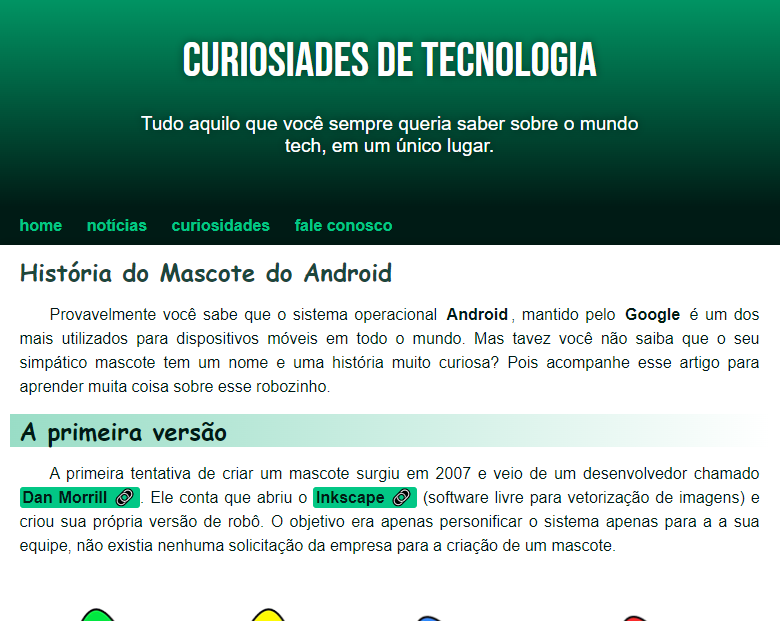 CURIOSIADES DE TECNOLOGIA
Tudo aquilo que você sempre queria saber sobre o mundo
tech, em um único lugar.
home notícias curiosidades fale conosco
História do Mascote do Android
Provavelmente você sabe que o sistema operacional Android, mantido pelo Google é um dos
mais utilizados para dispositivos móveis em todo o mundo. Mas tavez você não saiba que o seu
simpático mascote tem um nome e uma história muito curiosa? Pois acompanhe esse artigo para
aprender muita coisa sobre esse robozinho.
A primeira versão
A primeira tentativa de criar um mascote surgiu em 2007 e veio de um desenvolvedor chamado
Dan Morrill. Ele conta que abriu o Inkscape (software livre para vetorização de imagens) e
criou sua própria versão de robô. O objetivo era apenas personificar o sistema apenas para a a sua
equipe, não existia nenhuma solicitação da empresa para a criação de um mascote.